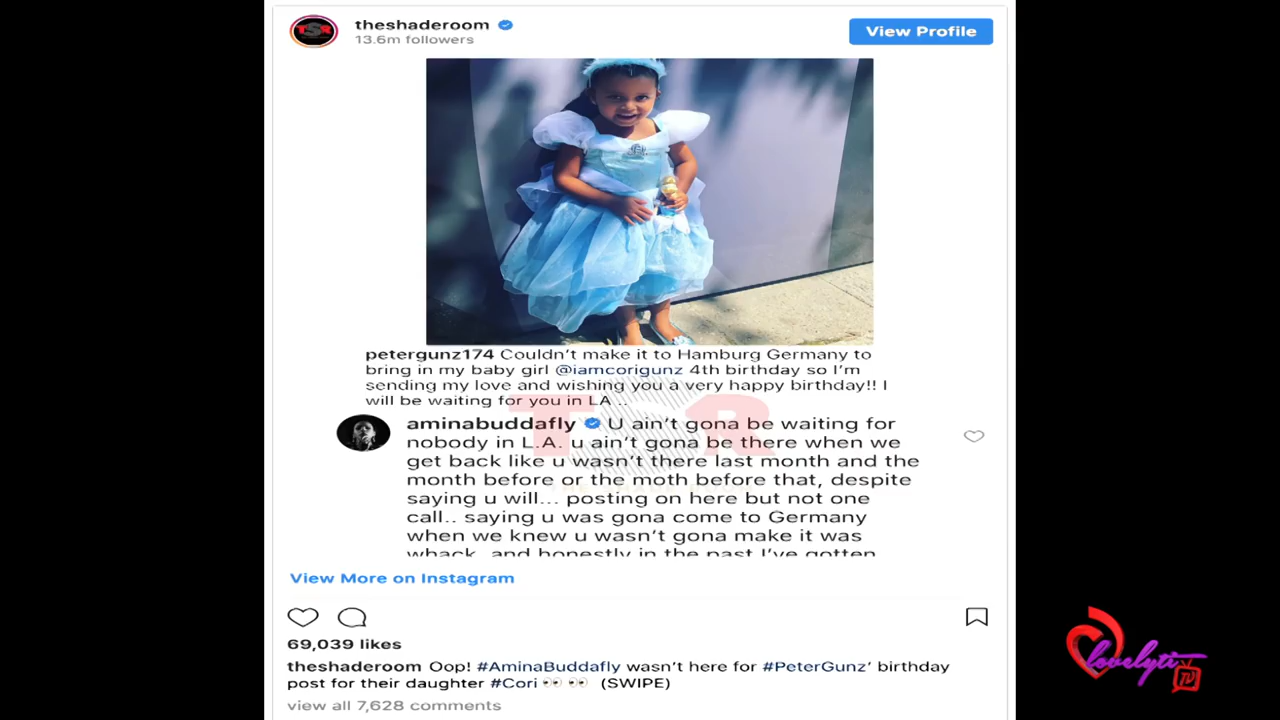 theshaderoom
13.6m followers
View Profile
petergunz174 Couldn't make it to Hamburg Germany to
bring in my baby girl @iamcorigunz 4th birthday so I'm
sending my love and wishing you a very happy birthday!! I
will be waiting for you in LA ..
TSR
aminabuddafly U ain't gona be waiting for
nobody in L.A. u ain't gona be there when we
get back like u wasn't there last month and the
month before or the moth before that, despite
saying u will... posting on here but not one
call.. saying u was gona come to Germany
when we knew u wasn't gona make it was
whack, and honestly in the past I've gotten
View More on Instagram
69,039 likes
theshaderoom Oop! #AminaBuddafly wasn't here for #PeterGunz' birthday
post for their daughter #Cori 👀 👀 (SWIPE)
view all 7,628 comments
lovelyti
TV